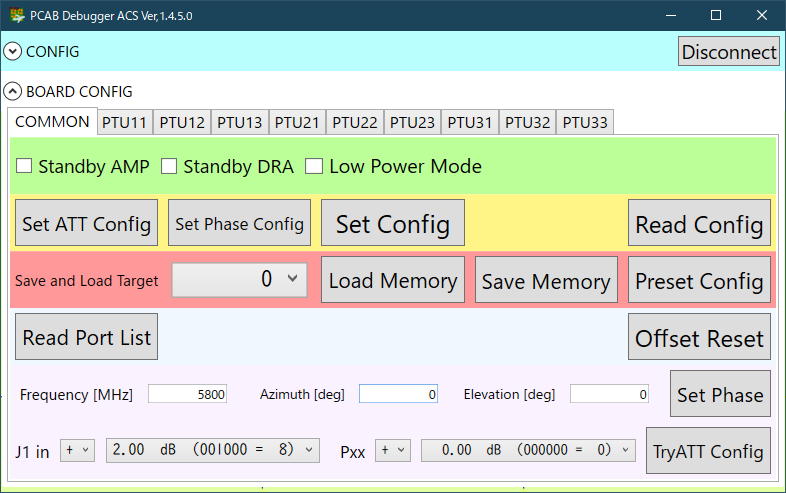 PCAB Debugger ACS Ver,1.4.5.0
CONFIG Disconnect
BOARD CONFIG
COMMON PTU11 PTU12 PTU13 PTU21 PTU22 PTU23 PTU31 PTU32 PTU33
Standby AMP Standby DRA Low Power Mode
Set ATT Config Set Phase Config Set Config Read Config
Save and Load Target 0 Load Memory Save Memory Preset Config
Read Port List Offset Reset
Frequency [MHz] 5800 Azimuth [deg] 0 Elevation [deg] 0 Set Phase
J1 in + 2.00 dB (001000 = 8) Pxx + 0.00 dB (000000 = 0) TryATT Config